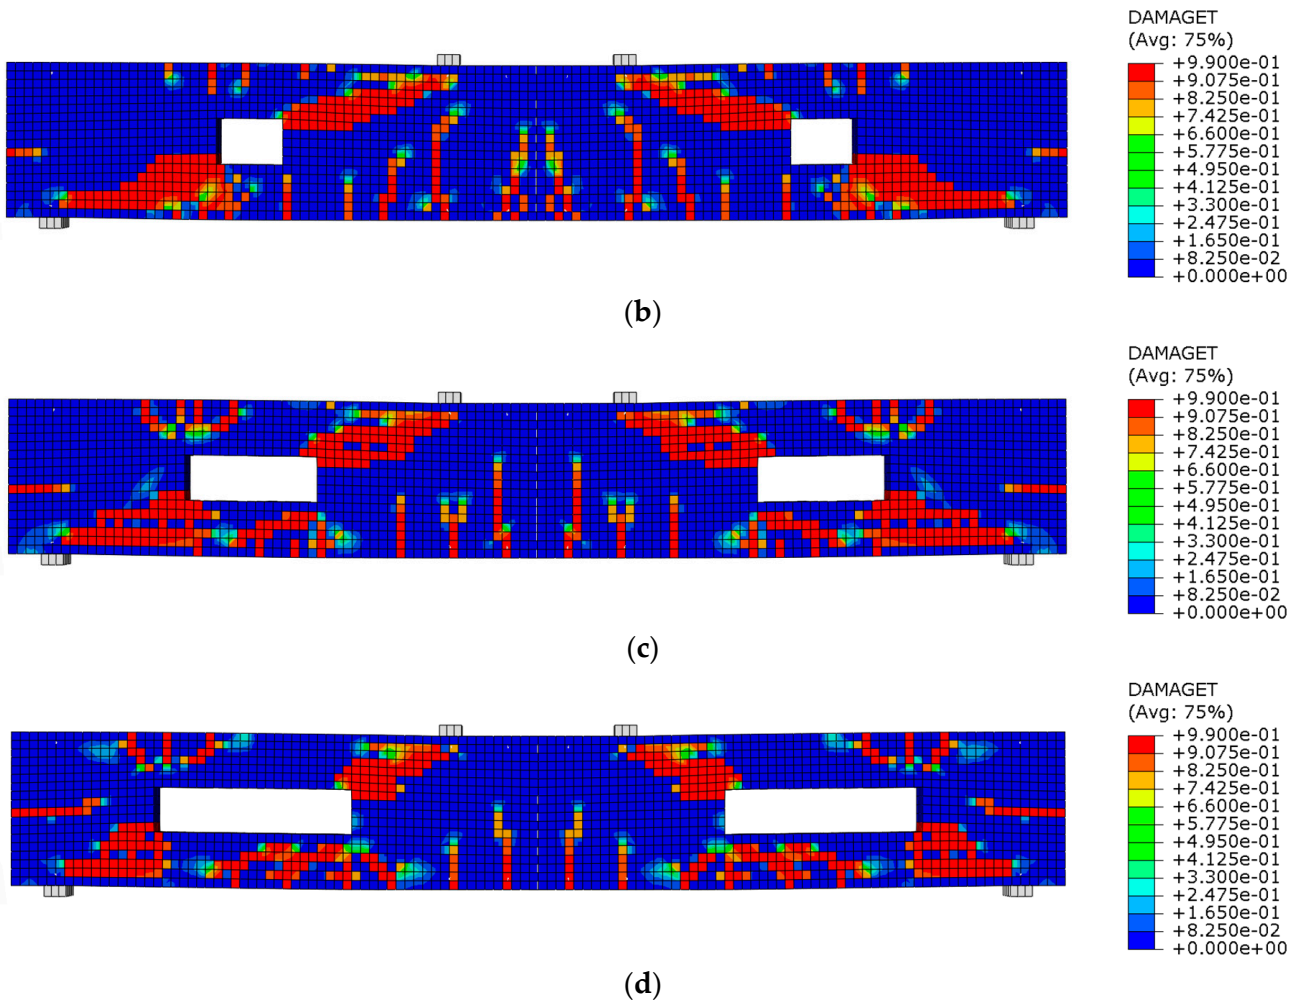 DAMAGET
(Avg: 75%)
+9.900e-01
+9.075e-01
+8.250e-01
+7.425e-01
+6.600e-01
+5.775e-01
+4.950e-01
+4.125e-01
+3.300e-01
+2.475e-01
+1.650e-01
+8.250e-02
+0.000e+00
(b)
DAMAGET
(Avg: 75%)
+9.900e-01
+9.075e-01
+8.250e-01
+7.425e-01
+6.600e-01
+5.775e-01
+4.950e-01
+4.125e-01
+3.300e-01
+2.475e-01
+1.650e-01
+8.250e-02
+0.000e+00
(c)
DAMAGET
(Avg: 75%)
+9.900e-01
+9.075e-01
+8.250e-01
+7.425e-01
+6.600e-01
+5.775e-01
+4.950e-01
+4.125e-01
+3.300e-01
+2.475e-01
+1.650e-01
+8.250e-02
+0.000e+00
(d)